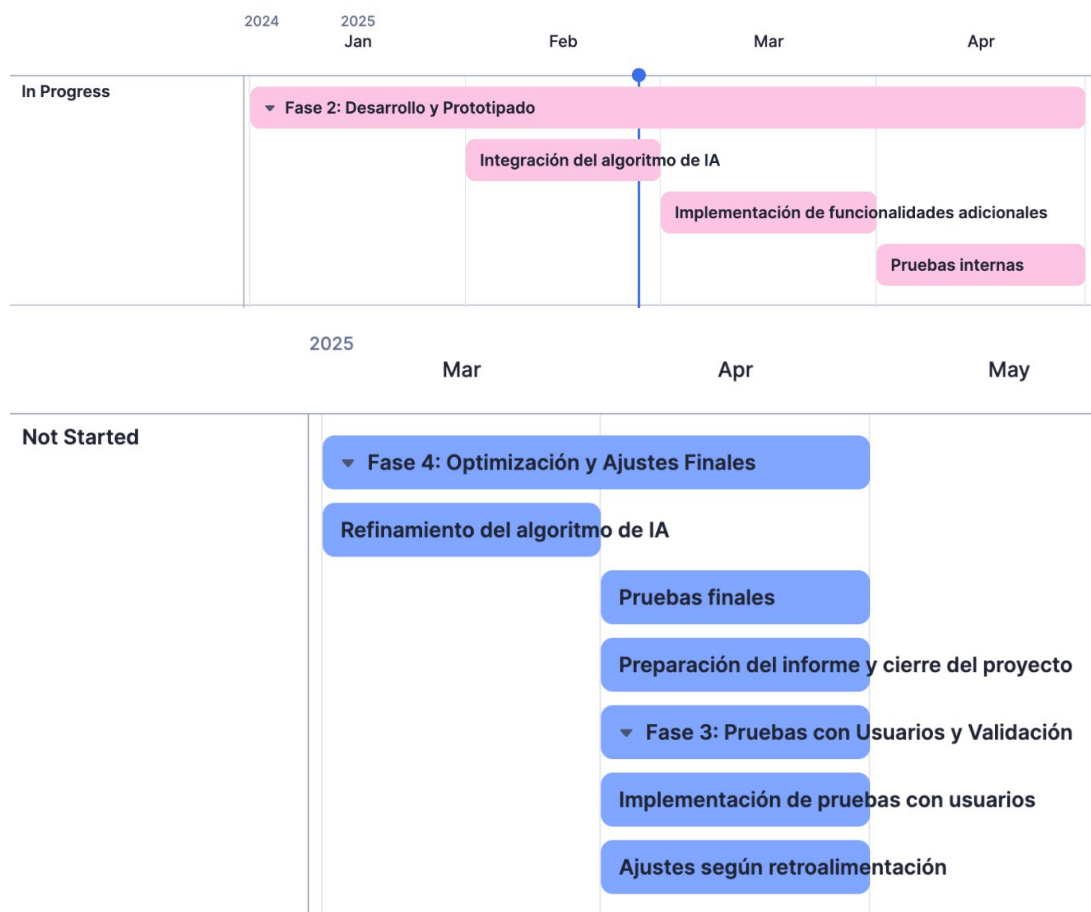 2024 2025
Jan Feb Mar Apr
In Progress
Fase 2: Desarrollo y Prototipado
Integración del algoritmo de IA
Implementación de funcionalidades adicionales
Pruebas internas
2025
Mar Apr May
Not Started
Fase 4: Optimización y Ajustes Finales
Refinamiento del algoritmo de IA
Pruebas finales
Preparación del informe y cierre del proyecto
Fase 3: Pruebas con Usuarios y Validación
Implementación de pruebas con usuarios
Ajustes según retroalimentación